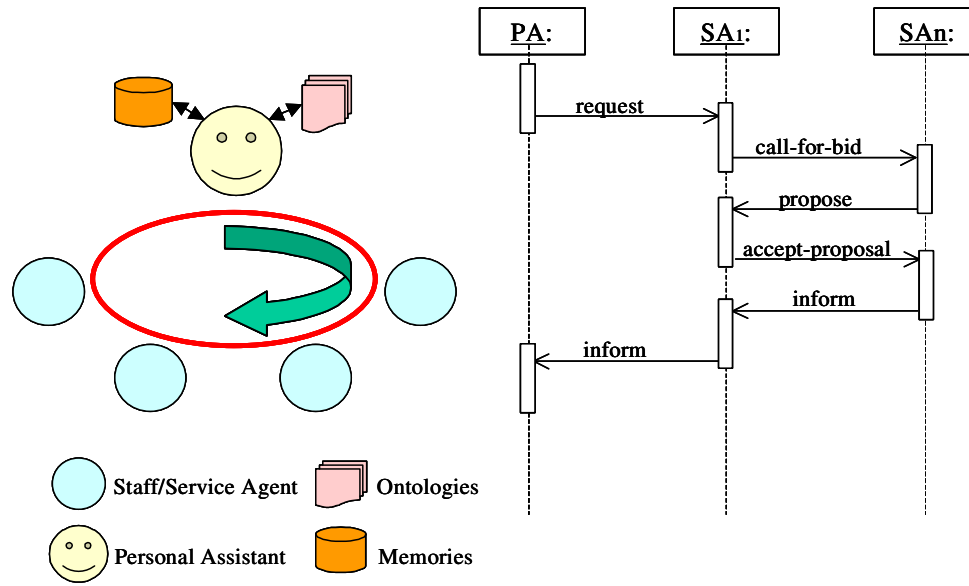 PA:
SA1:
SAn:
request
call-for-bid
propose
accept-proposal
inform
inform
Staff/Service Agent
Ontologies
Personal Assistant
Memories